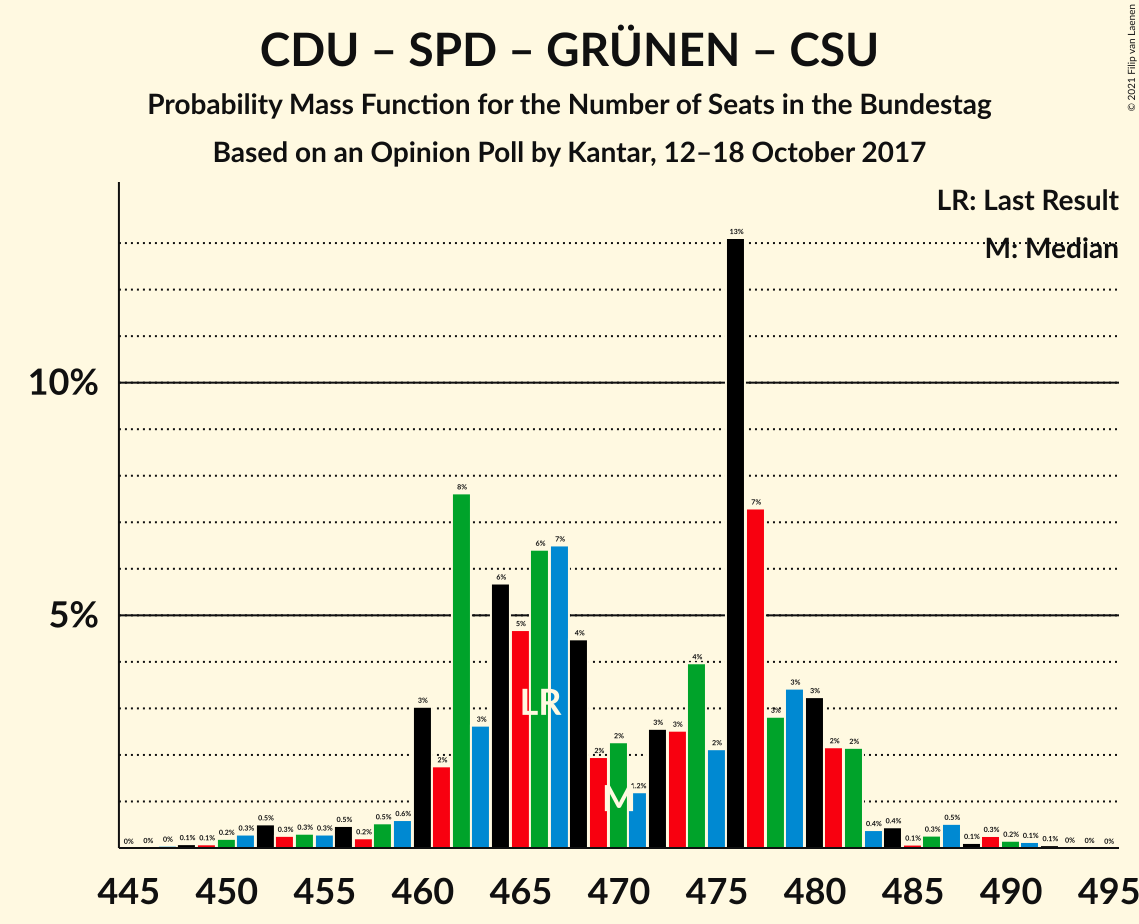 CDU – SPD – GRÜNEN – CSU
Probability Mass Function for the Number of Seats in the Bundestag
Based on an Opinion Poll by Kantar, 12–18 October 2017
© 2021 Filip van Laenen
LR: Last Result
M: Median
10%
5%
0% 0% 0% 0.1% 0.1% 0.2% 0.3% 0.5% 0.3% 0.3% 0.3% 0.5% 0.2% 0.5% 0.6% 3% 2% 8% 3% 6% 5% 6% 7% 4% 2% 2% 1.2% 3% 3% 4% 2% 13% 7% 3% 3% 3% 2% 2% 0.4% 0.4% 0.1% 0.3% 0.5% 0.1% 0.3% 0.2% 0.1% 0.1% 0% 0% 0%
LR
M
445 450 455 460 465 470 475 480 485 490 495